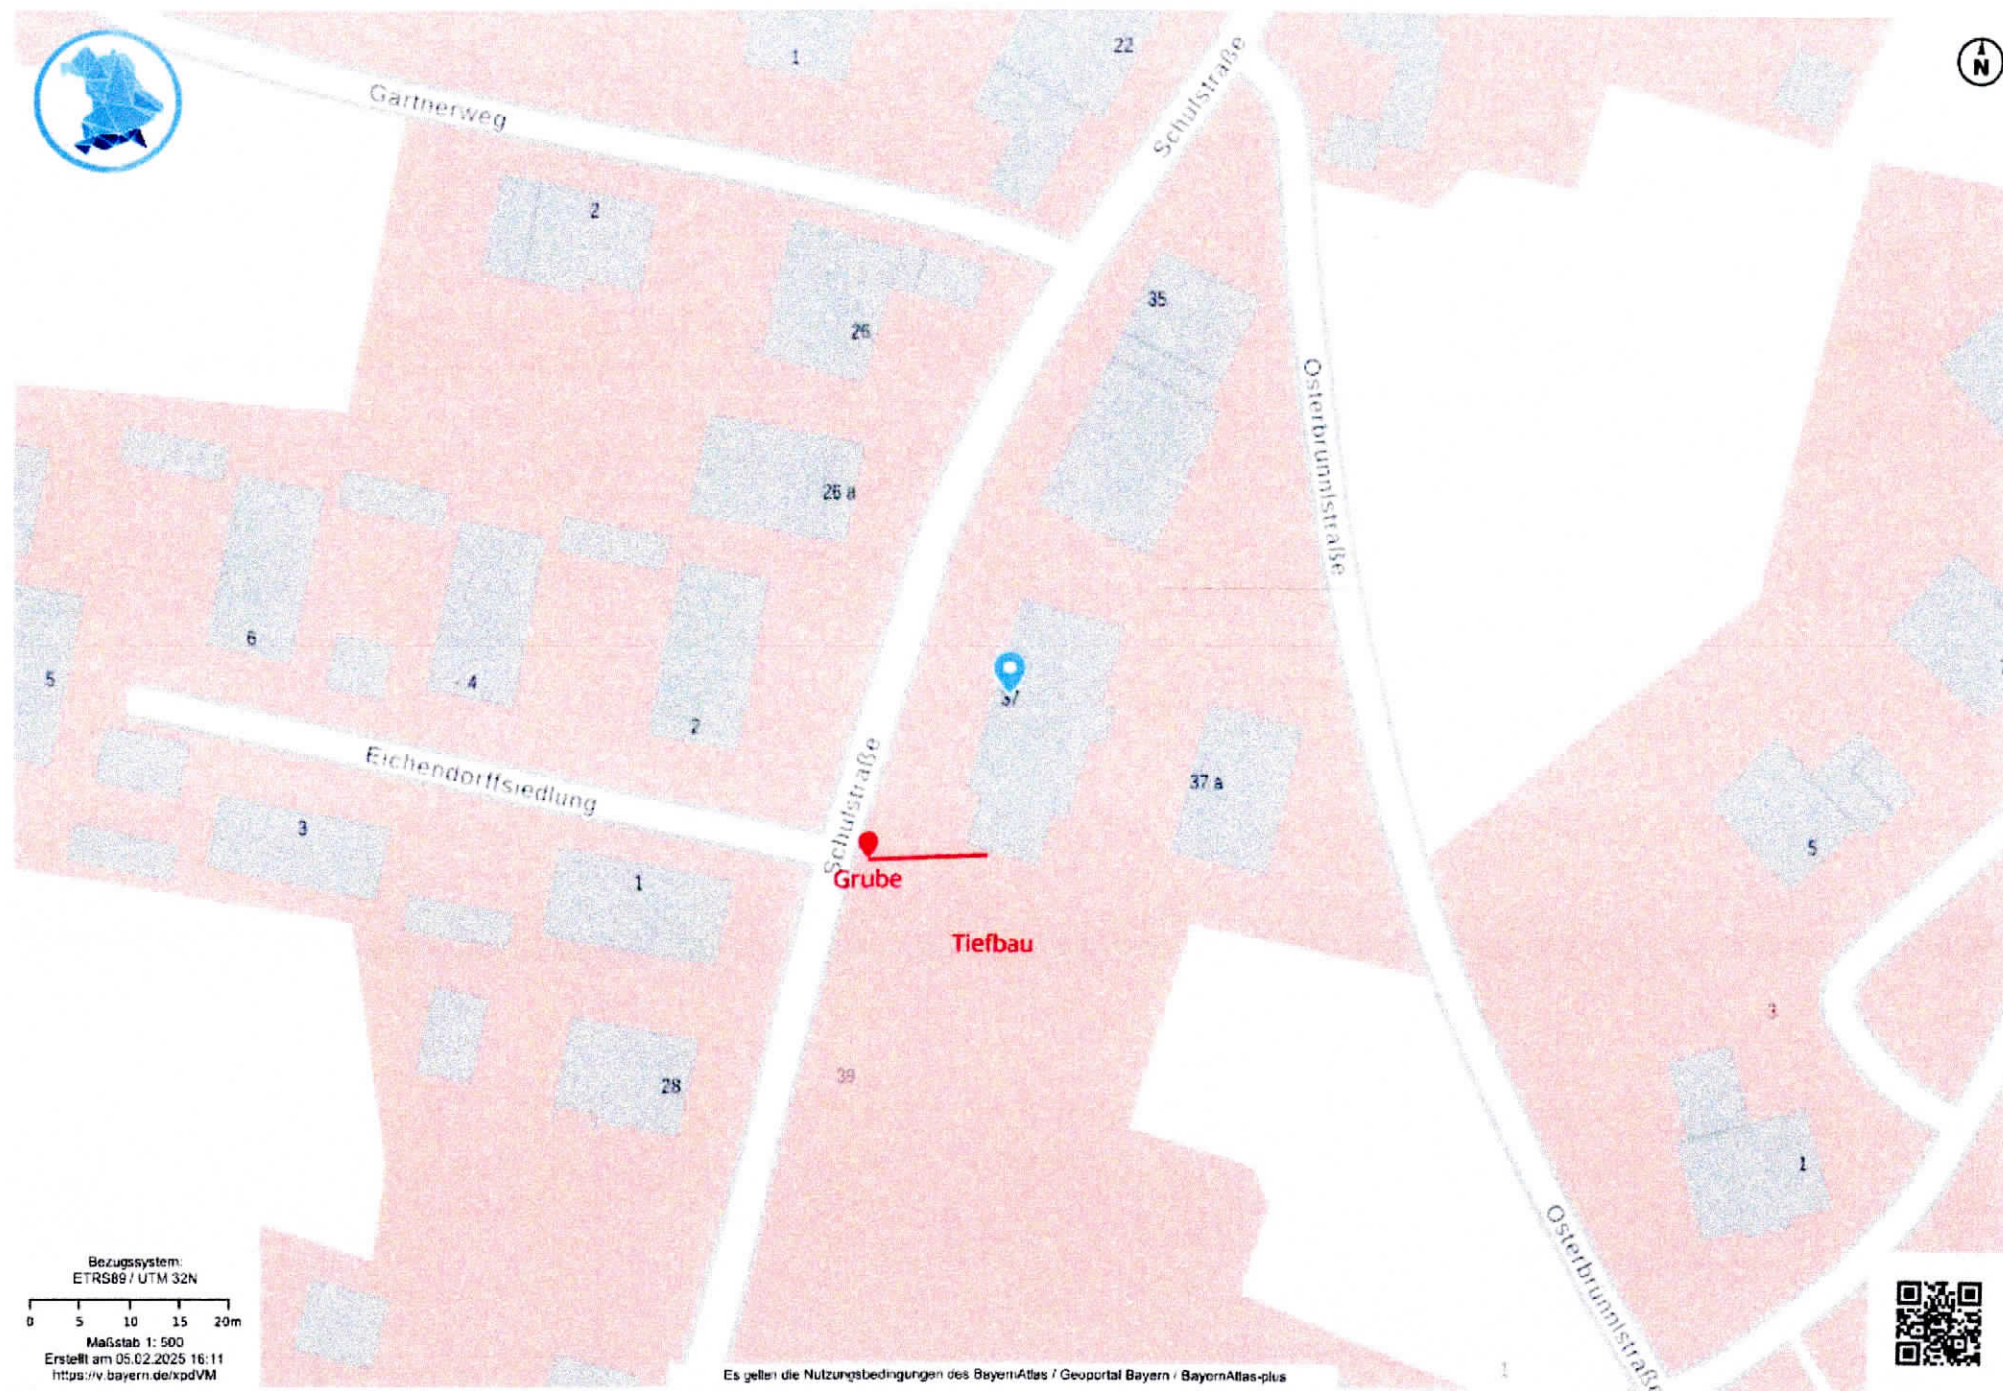 1
22
N
Gartnerweg
Schulstraße
2
35
26
Osterbrunnlstraße
26 a
6
5
4
37
2
Eichendorffsiedlung
Schulstraße
37 a
3
5
1
Grube
Tiefbau
3
39
28
1
Osterbrunnlstraße
Bezugssystem:
ETRS89 / UTM 32N
0 5 10 15 20m
Maßstab 1: 500
Erstellt am 05.02.2025 16:11
https://v.bayern.de/xpdVM
Es gelten die Nutzungsbedingungen des BayernAtlas / Geoportal Bayern / BayernAtlas-plus
1